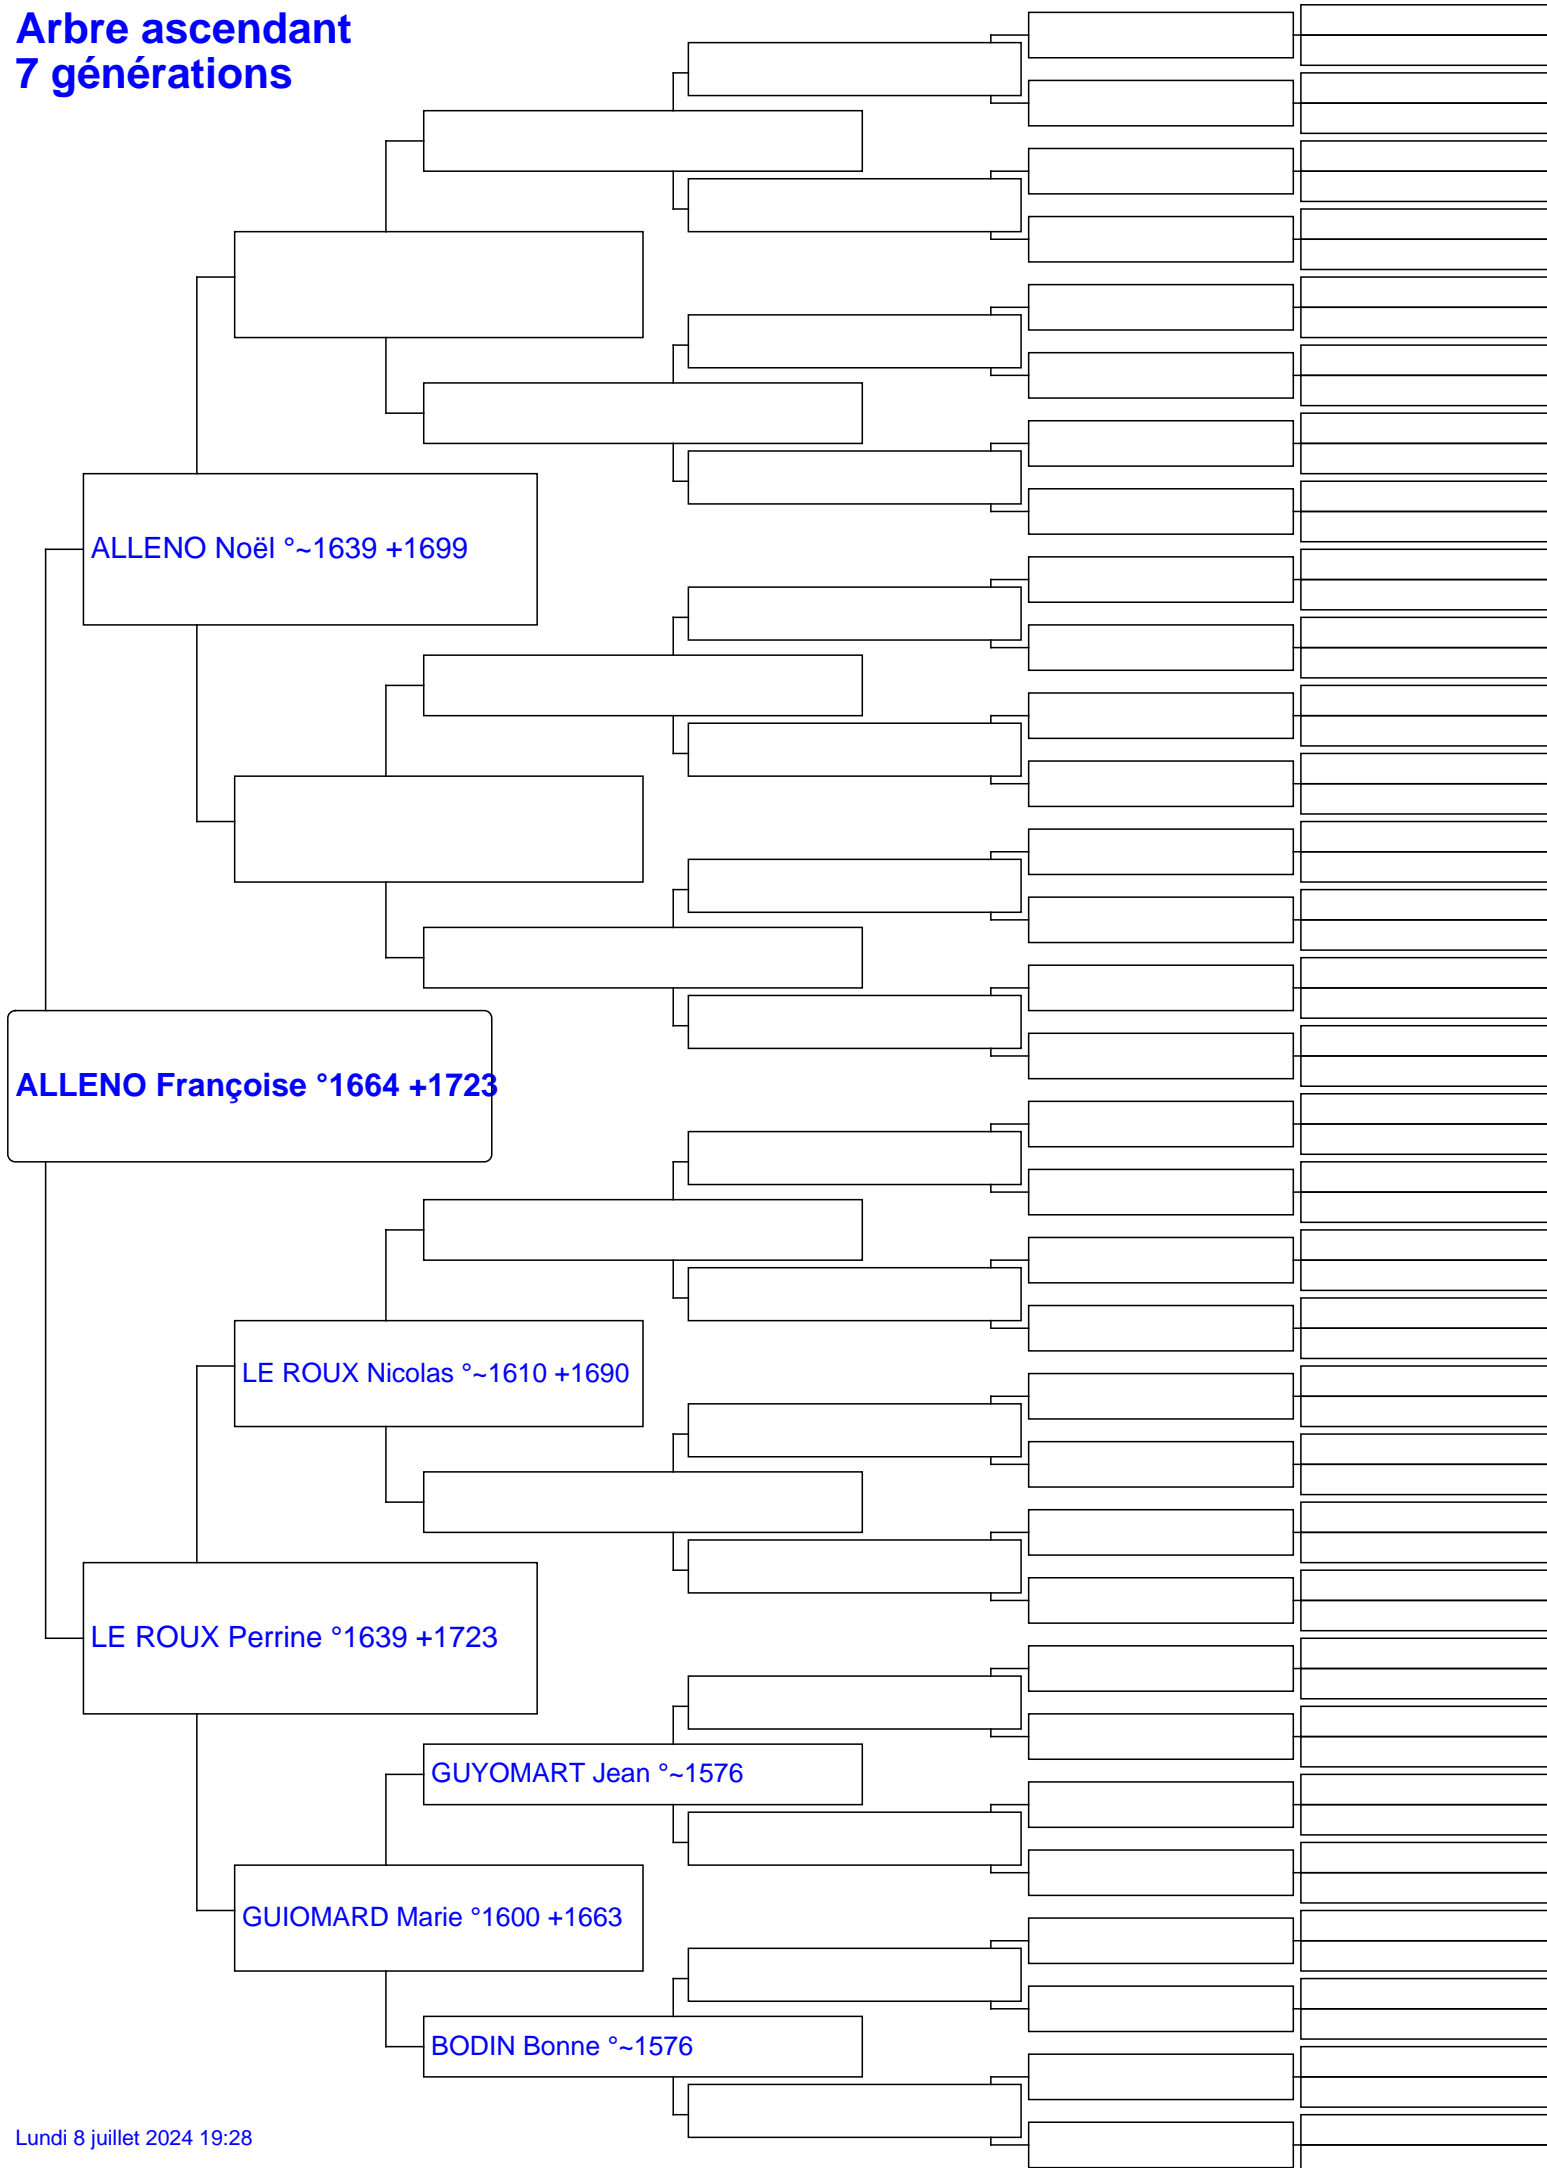 Arbre ascendant
7 générations
ALLENO Noël °~1639 +1699
ALLENO Françoise °1664 +1723
LE ROUX Nicolas °~1610 +1690
LE ROUX Perrine °1639 +1723
GUYOMART Jean °~1576
GUIOMARD Marie °1600 +1663
BODIN Bonne °~1576
Lundi 8 juillet 2024 19:28